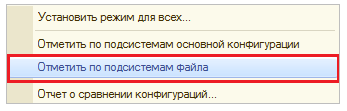 Установить режим для всех...
Отметить по подсистемам основной конфигурации
Отметить по подсистемам файла
Отчет о сравнении конфигураций...